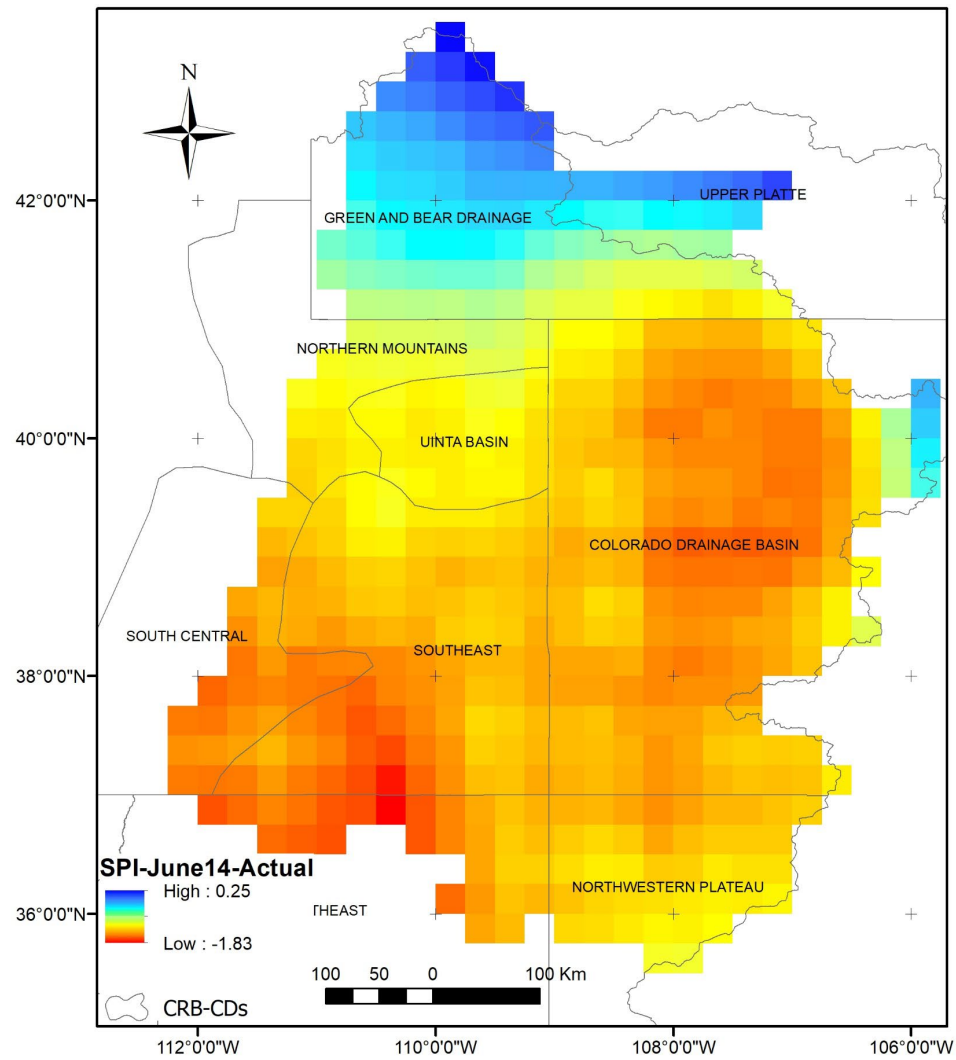 N
42°0'0"N
UPPER PLATTE
GREEN AND BEAR DRAINAGE
NORTHERN MOUNTAINS
40°0'0"N
UINTA BASIN
COLORADO DRAINAGE BASIN
SOUTH CENTRAL
SOUTHEAST
38°0'0"N
SPI-June14-Actual
High : 0.25
Low : -1.83
NORTHWESTERN PLATEAU
THEAST
36°0'0"N
100 50 0 100 Km
CRB-CDs
112°0'0"W 110°0'0"W 108°0'0"W 106°0'0"W